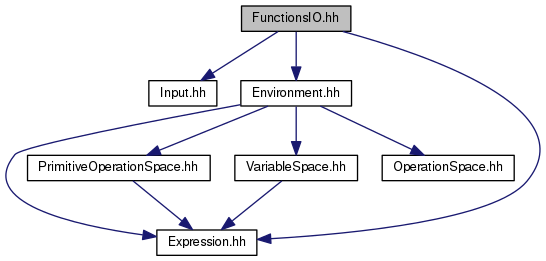 FunctionsIO.hh
Input.hh
Environment.hh
PrimitiveOperationSpace.hh
VariableSpace.hh
OperationSpace.hh
Expression.hh